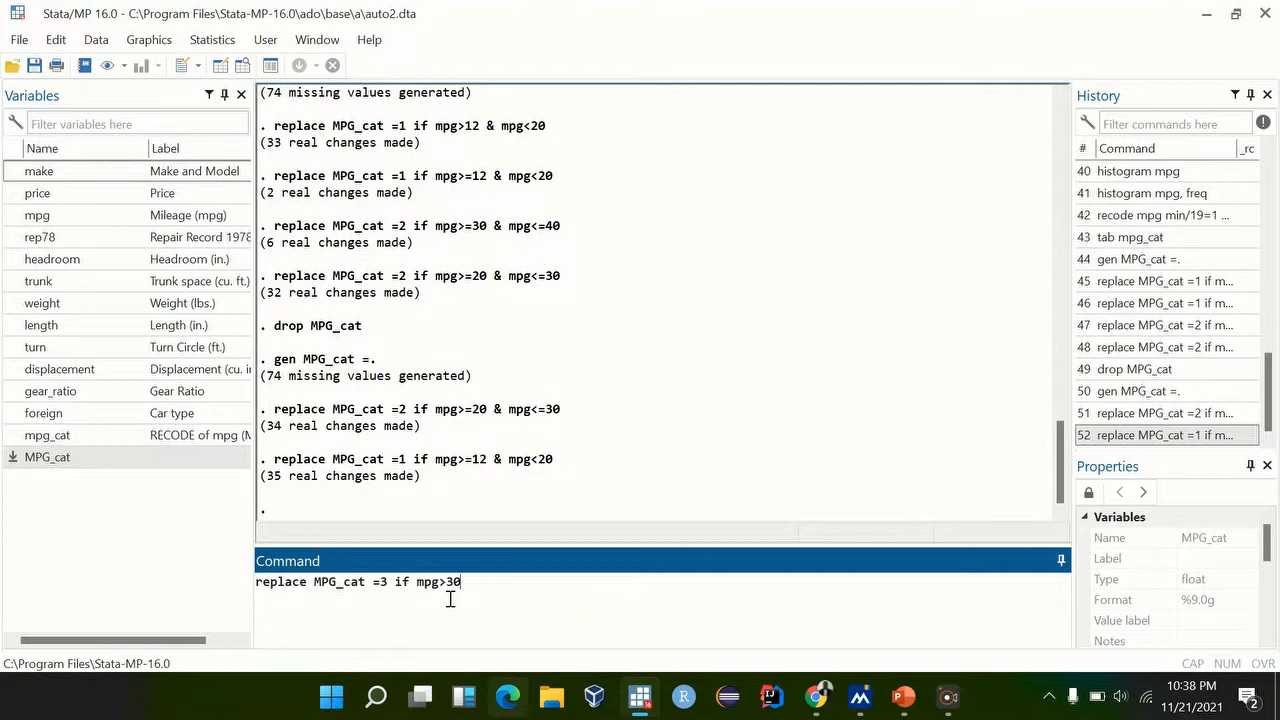 Stata/MP 16.0 - C:\Program Files\Stata-MP-16.0\ado\base\a\auto2.dta
File Edit Data Graphics Statistics User Window Help
Variables
Filter variables here
Name Label
make Make and Model
price Price
mpg Mileage (mpg)
rep78 Repair Record 1978
headroom Headroom (in.)
trunk Trunk space (cu. ft.)
weight Weight (lbs.)
length Length (in.)
turn Turn Circle (ft.)
displacement Displacement (cu. i
gear_ratio Gear Ratio
foreign Car type
mpg_cat RECODE of mpg (M
MPG_cat
(74 missing values generated)
. replace MPG_cat =1 if mpg>12 & mpg<20
(33 real changes made)
. replace MPG_cat =1 if mpg>=12 & mpg<20
(2 real changes made)
. replace MPG_cat =2 if mpg>=30 & mpg<=40
(6 real changes made)
. replace MPG_cat =2 if mpg>=20 & mpg<=30
(32 real changes made)
. drop MPG_cat
. gen MPG_cat =.
(74 missing values generated)
. replace MPG_cat =2 if mpg>=20 & mpg<=30
(34 real changes made)
. replace MPG_cat =1 if mpg>=12 & mpg<20
(35 real changes made)
.
Command
replace MPG_cat =3 if mpg>30
History
Filter commands here
# Command _rc
40 histogram mpg
41 histogram mpg, freq
42 recode mpg min/19=1 ...
43 tab mpg_cat
44 gen MPG_cat =.
45 replace MPG_cat =1 if m...
46 replace MPG_cat =1 if m...
47 replace MPG_cat =2 if m...
48 replace MPG_cat =2 if m...
49 drop MPG_cat
50 gen MPG_cat =.
51 replace MPG_cat =2 if m...
52 replace MPG_cat =1 if m...
Properties
Variables
Name MPG_cat
Label
Type float
Format %9.0g
Value label
Notes
C:\Program Files\Stata-MP-16.0
CAP NUM OVR
10:38 PM
11/21/2021